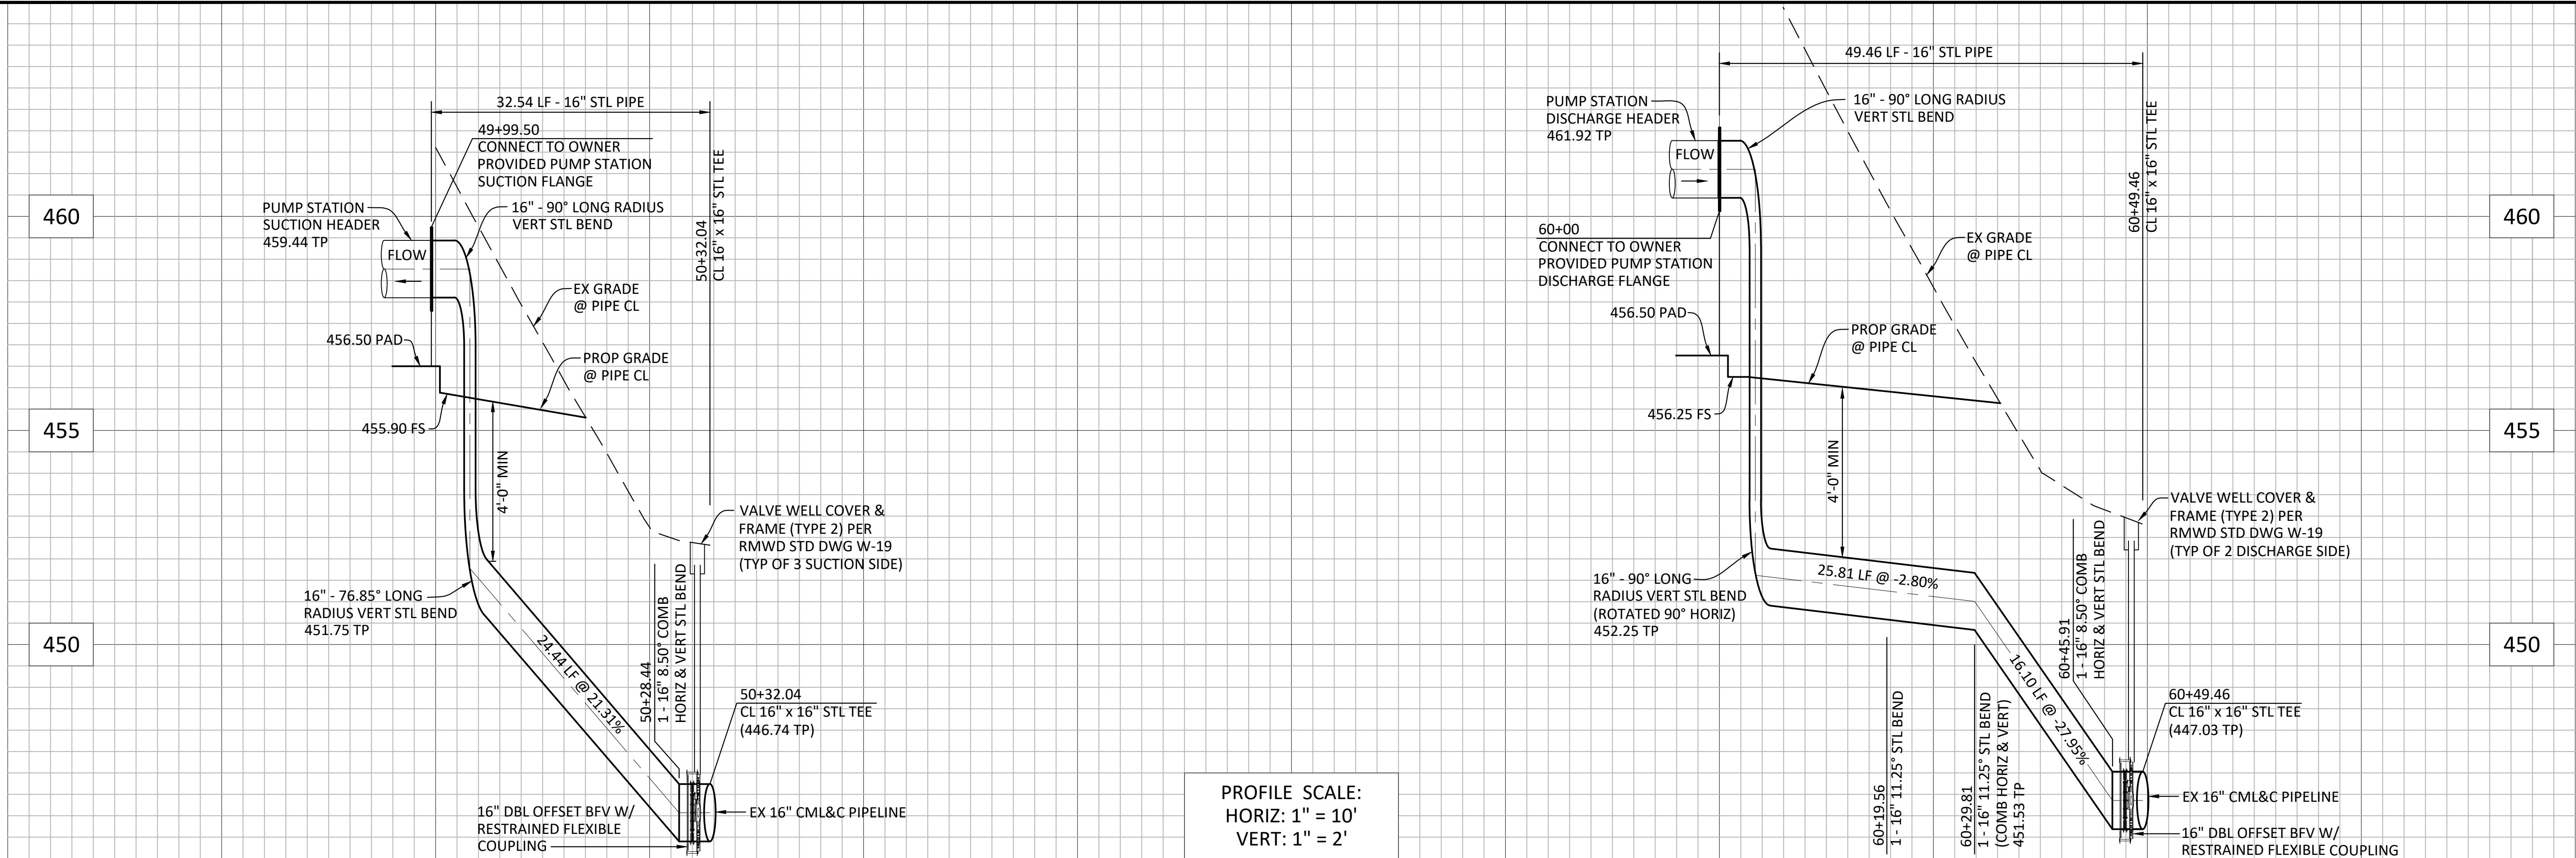 32.54 LF - 16" STL PIPE
49+99.50
CONNECT TO OWNER
PROVIDED PUMP STATION
SUCTION FLANGE
PUMP STATION
SUCTION HEADER
459.44 TP
FLOW
16" - 90° LONG RADIUS
VERT STL BEND
50+32.04
CL 16" x 16" STL TEE
460
EX GRADE
@ PIPE CL
456.50 PAD
PROP GRADE
@ PIPE CL
455.90 FS
455
4'-0" MIN
VALVE WELL COVER &
FRAME (TYPE 2) PER
RMWD STD DWG W-19
(TYP OF 3 SUCTION SIDE)
16" - 76.85° LONG
RADIUS VERT STL BEND
451.75 TP
450
24.44 LF @ 21.31%
50+28.44
1 - 16" 8.50° COMB
HORIZ & VERT STL BEND
50+32.04
CL 16" x 16" STL TEE
(446.74 TP)
16" DBL OFFSET BFV W/
RESTRAINED FLEXIBLE
COUPLING
EX 16" CML&C PIPELINE
PROFILE SCALE:
HORIZ: 1" = 10'
VERT: 1" = 2'
49.46 LF - 16" STL PIPE
PUMP STATION
DISCHARGE HEADER
461.92 TP
16" - 90° LONG RADIUS
VERT STL BEND
FLOW
60+49.46
CL 16" x 16" STL TEE
460
60+00
CONNECT TO OWNER
PROVIDED PUMP STATION
DISCHARGE FLANGE
EX GRADE
@ PIPE CL
456.50 PAD
PROP GRADE
@ PIPE CL
456.25 FS
455
4'-0" MIN
VALVE WELL COVER &
FRAME (TYPE 2) PER
RMWD STD DWG W-19
(TYP OF 2 DISCHARGE SIDE)
16" - 90° LONG
RADIUS VERT STL BEND
(ROTATED 90° HORIZ)
452.25 TP
25.81 LF @ -2.80%
450
60+45.91
1 - 16" 8.50° COMB
HORIZ & VERT STL BEND
16.10 LF @ -27.95%
60+19.56
1 - 16" 11.25° STL BEND
60+29.81
1 - 16" 11.25° STL BEND
(COMB HORIZ & VERT)
451.53 TP
60+49.46
CL 16" x 16" STL TEE
(447.03 TP)
EX 16" CML&C PIPELINE
16" DBL OFFSET BFV W/
RESTRAINED FLEXIBLE COUPLING